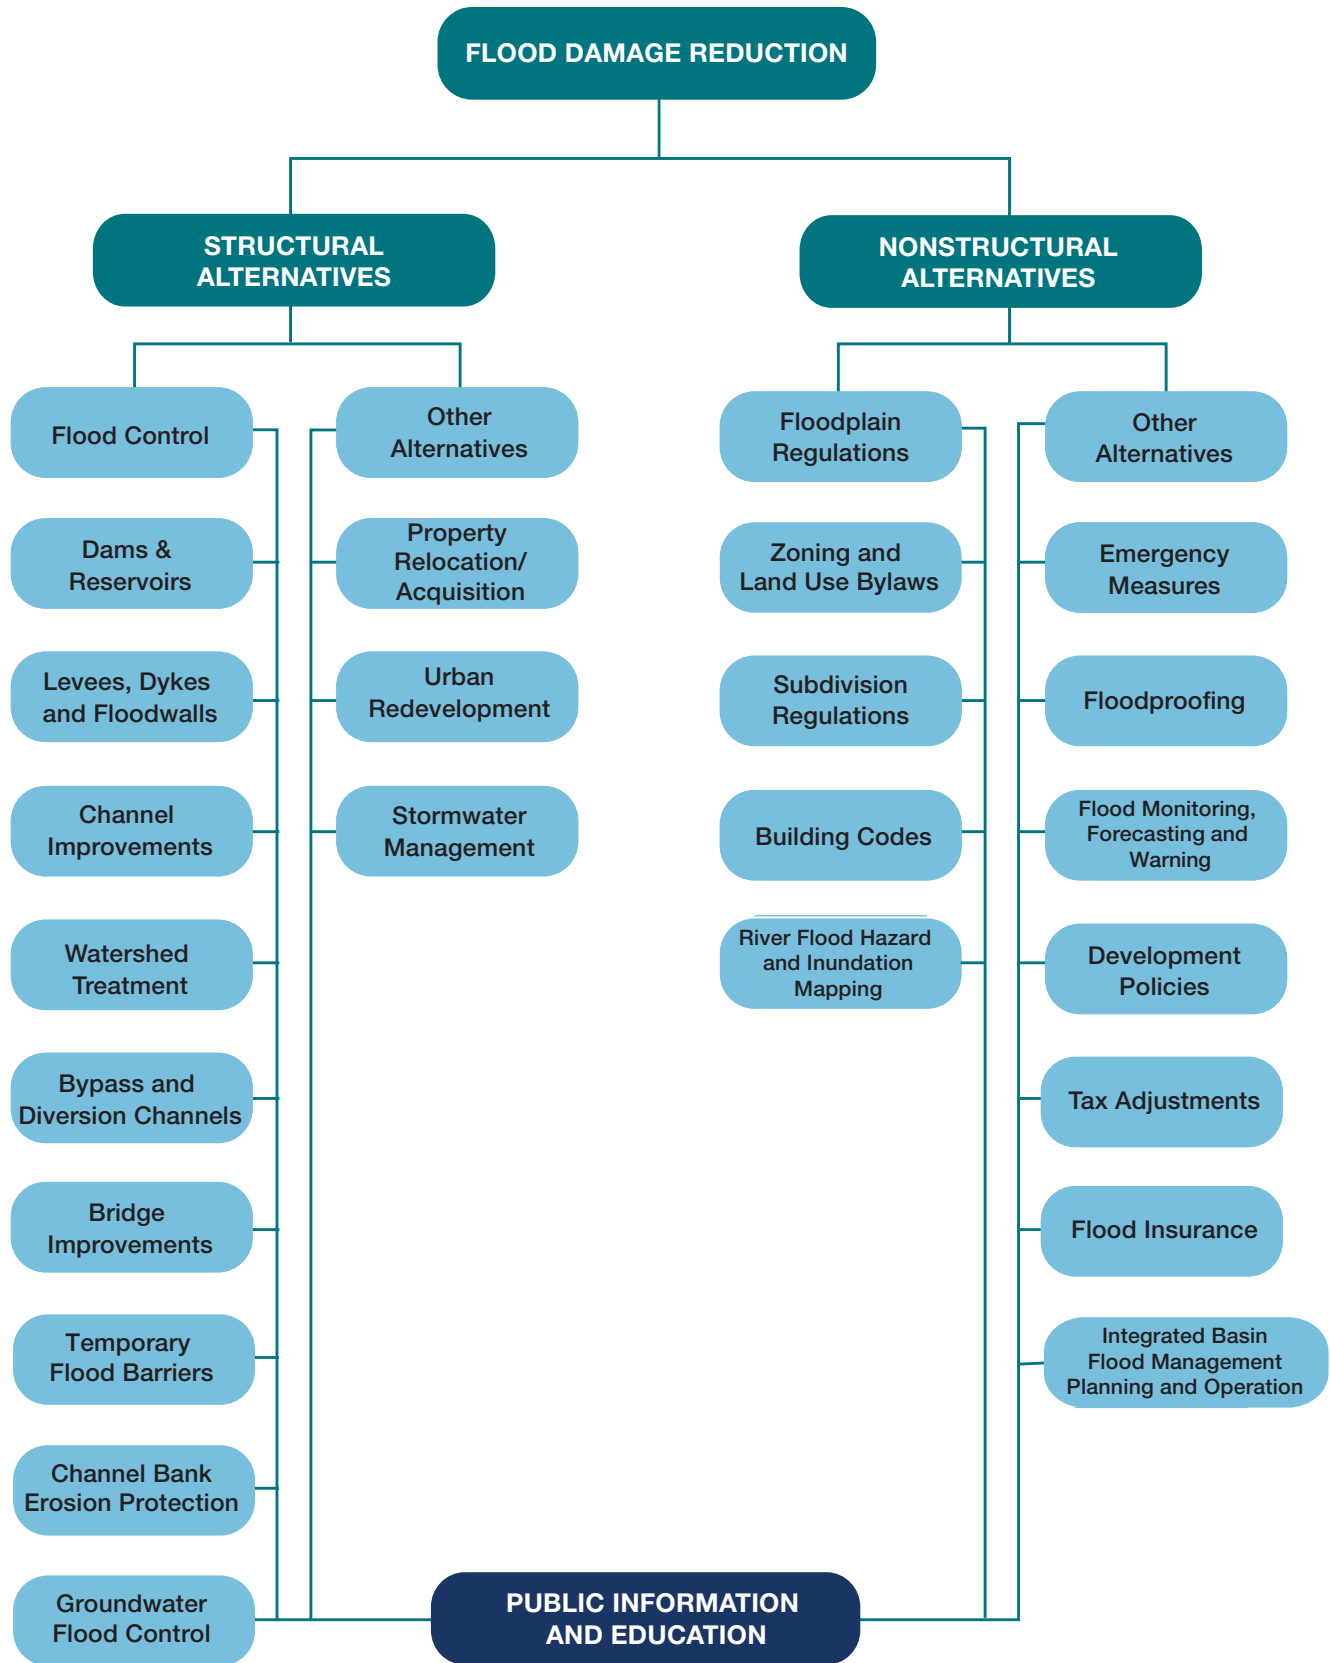 FLOOD DAMAGE REDUCTION
STRUCTURAL
ALTERNATIVES
Flood Control
Dams &
Reservoirs
Levees, Dykes
and Floodwalls
Channel
Improvements
Watershed
Treatment
Bypass and
Diversion Channels
Bridge
Improvements
Temporary
Flood Barriers
Channel Bank
Erosion Protection
Groundwater
Flood Control
Other
Alternatives
Property
Relocation/
Acquisition
Urban
Redevelopment
Stormwater
Management
NONSTRUCTURAL
ALTERNATIVES
Floodplain
Regulations
Zoning and
Land Use Bylaws
Subdivision
Regulations
Building Codes
River Flood Hazard
and Inundation
Mapping
Other
Alternatives
Emergency
Measures
Floodproofing
Flood Monitoring,
Forecasting and
Warning
Development
Policies
Tax Adjustments
Flood Insurance
Integrated Basin
Flood Management
Planning and Operation
PUBLIC INFORMATION
AND EDUCATION